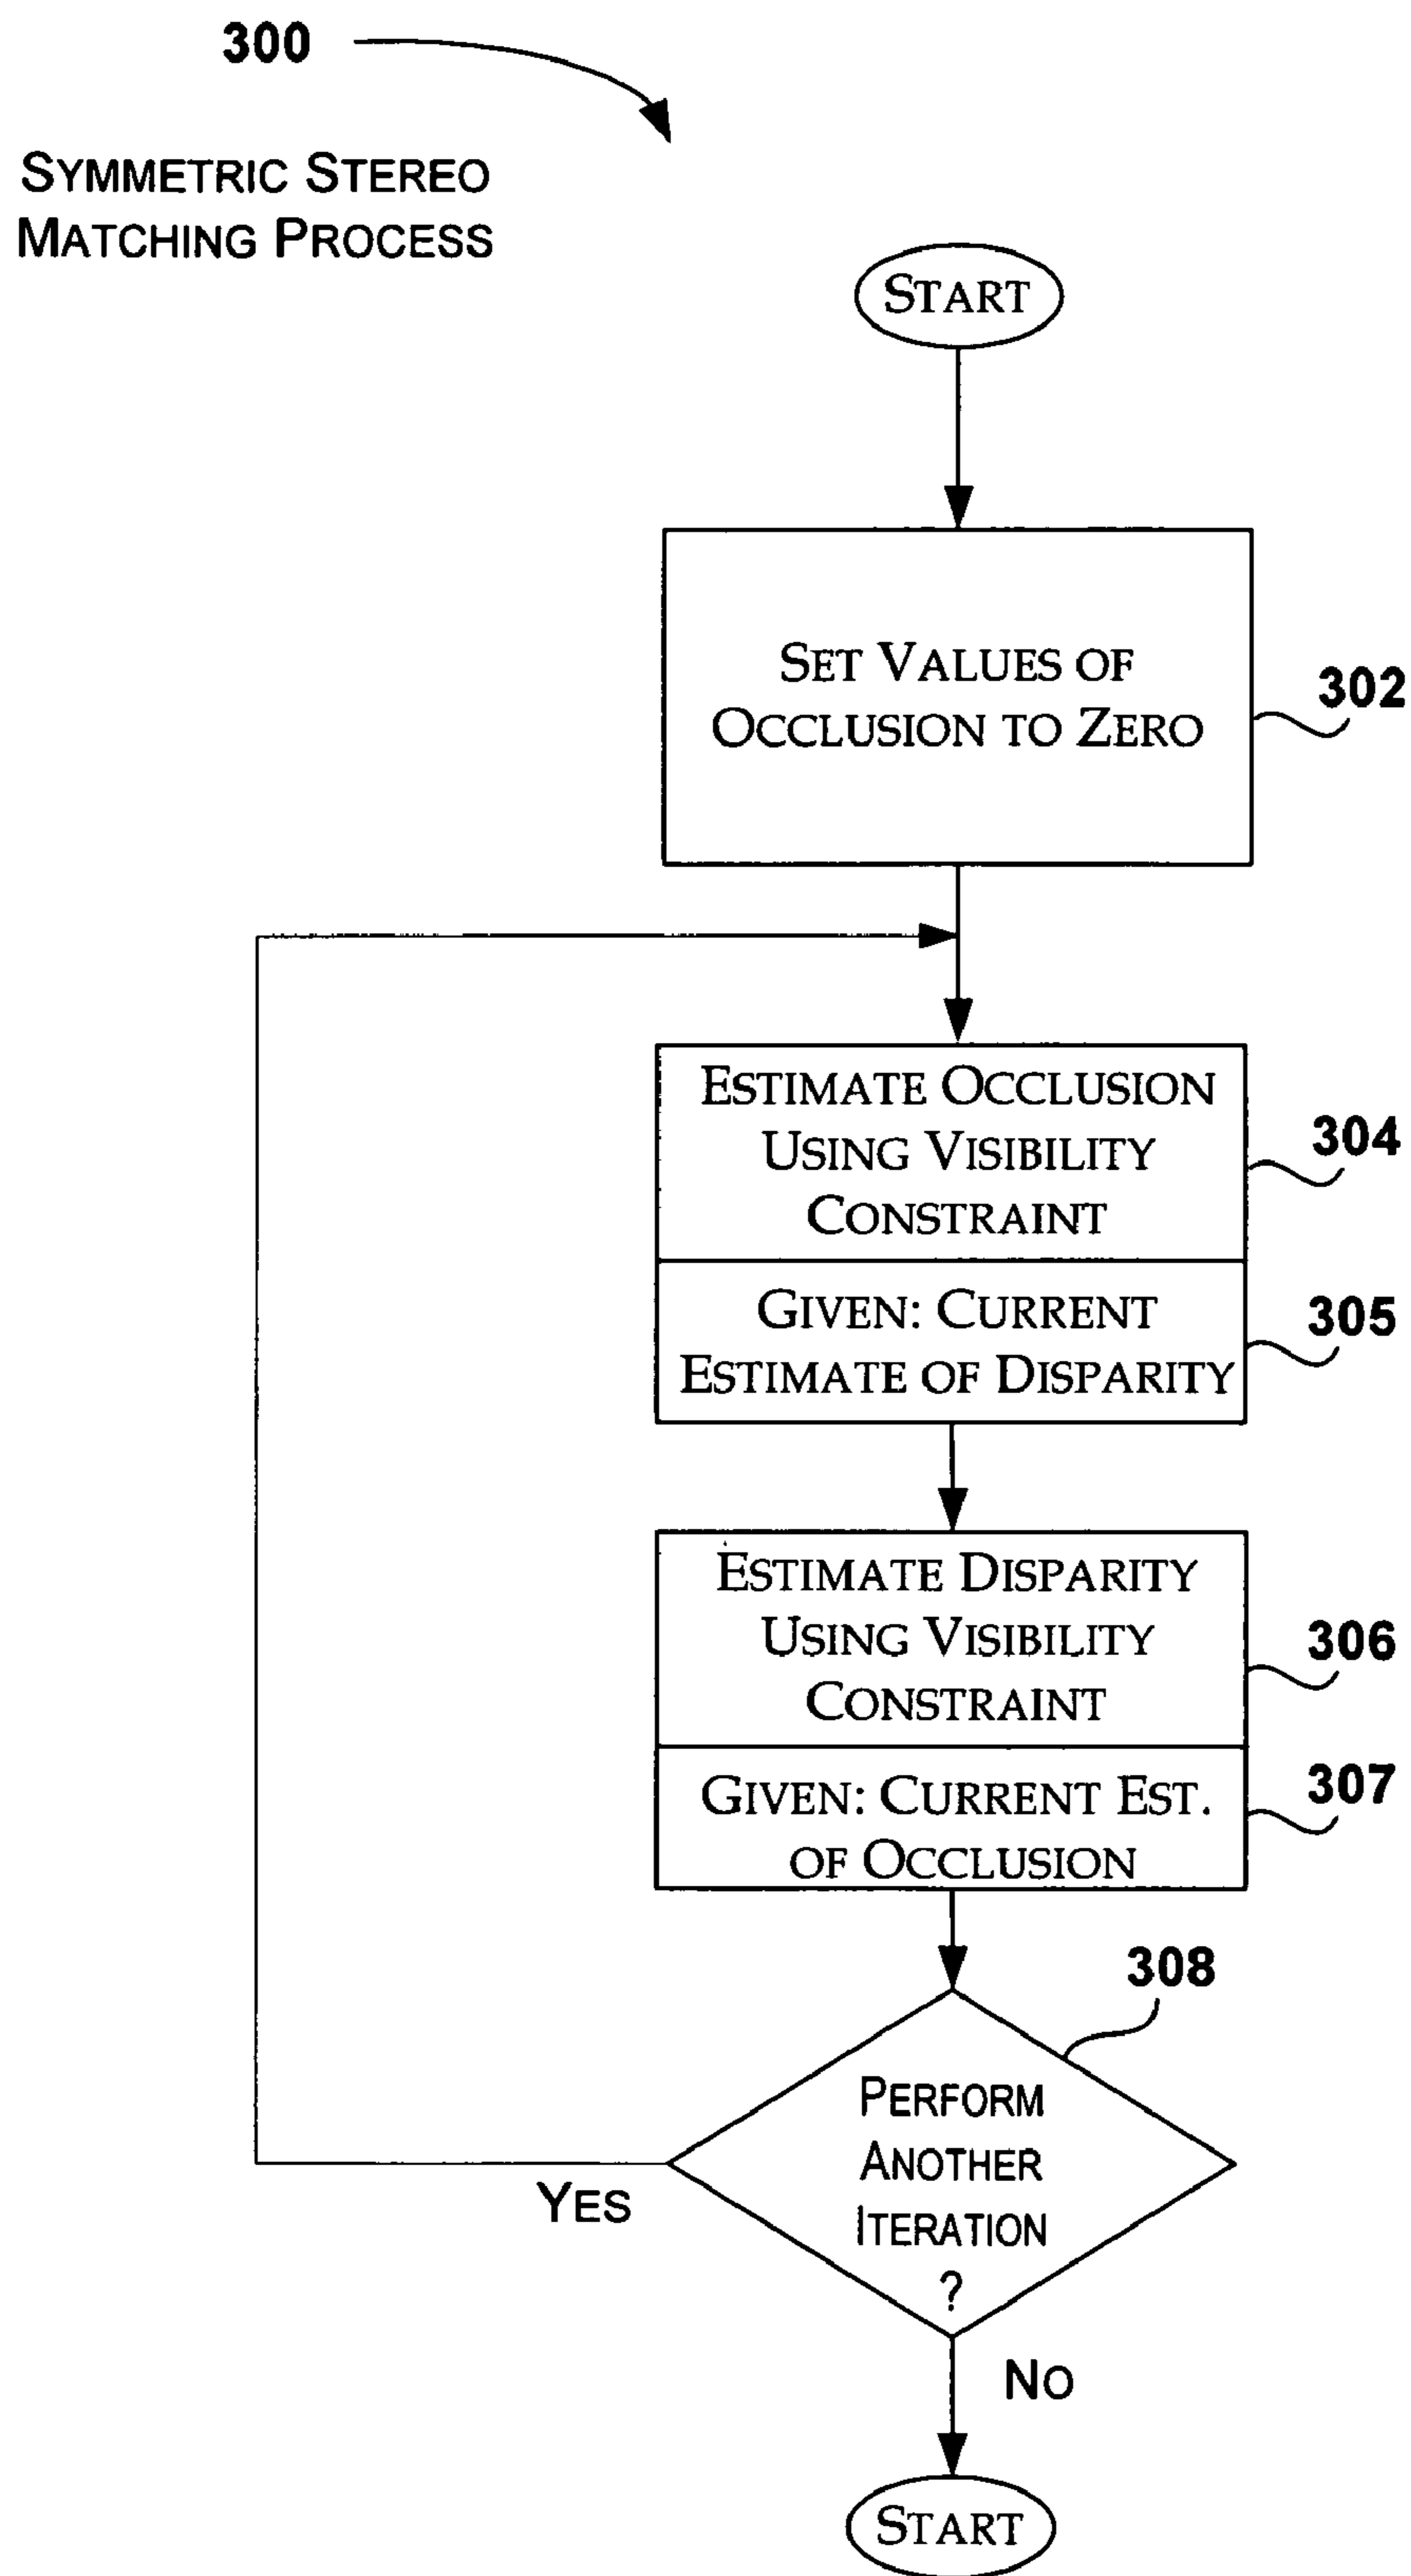 300
SYMMETRIC STEREO
MATCHING PROCESS
START
SET VALUES OF
OCCLUSION TO ZERO
302
ESTIMATE OCCLUSION
USING VISIBILITY
CONSTRAINT
304
GIVEN: CURRENT
ESTIMATE OF DISPARITY
305
ESTIMATE DISPARITY
USING VISIBILITY
CONSTRAINT
306
GIVEN: CURRENT EST.
OF OCCLUSION
307
308
PERFORM
ANOTHER
ITERATION
?
YES
NO
START